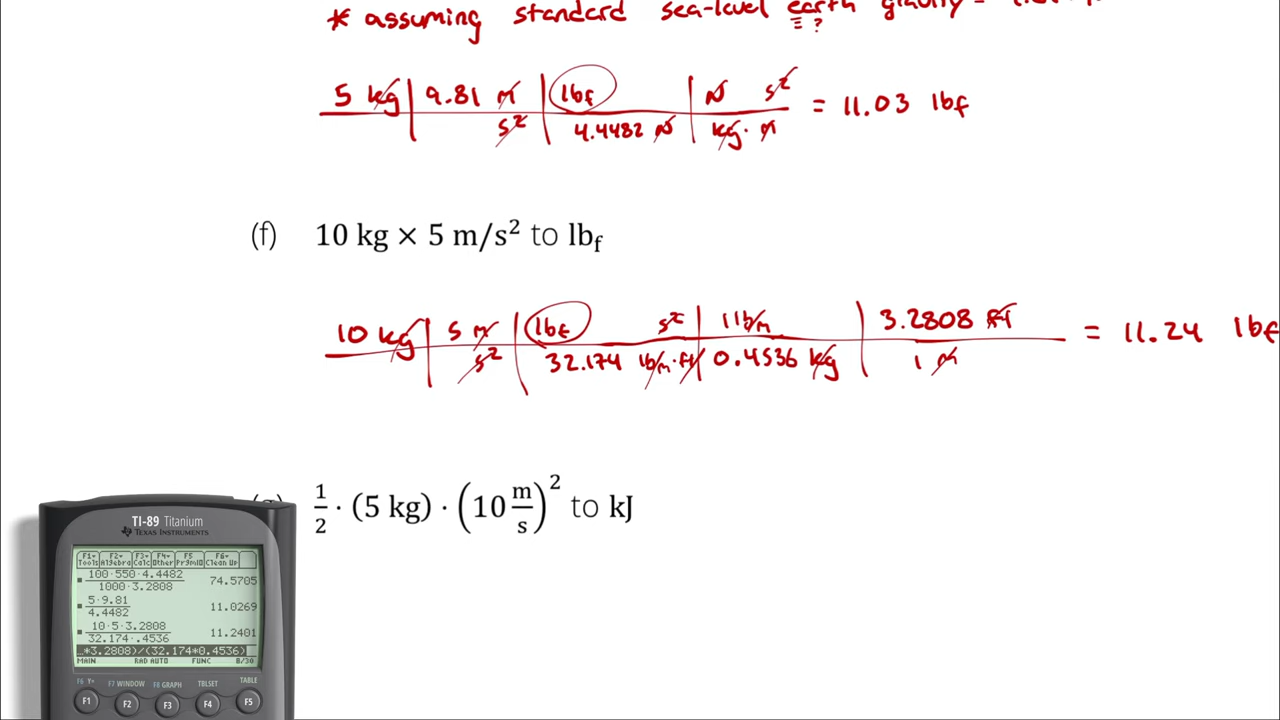 * assuming standard sea-level earth gravity =
≡ ?
5 kg | 9.81 m | lbf | N s² = 11.03 lbf
s² | 4.4482 N | kg · m
(f) 10 kg × 5 m/s² to lb_f
10 kg | 5 m | lbf s² | 1 lbm | 3.2808 ft = 11.24 lbf
s² | 32.174 lbm·ft | 0.4536 kg | 1 m
1/2 · (5 kg) · (10 m/s)² to kJ
TI-89 Titanium
TEXAS INSTRUMENTS
F1▾ Tools F2▾ Algebra F3▾ Calc F4▾ Other F5 PrgmIO F6▾ Clean Up
▪ 100·550·4.4482 / 1000·3.2808 74.5705
▪ 5·9.81 / 4.4482 11.0269
▪ 10·5·3.2808 / 32.174·.4536 11.2401
…*3.2808)/(32.174*0.4536)
MAIN RAD AUTO FUNC 8/30
F6 Y= F7 WINDOW F8 GRAPH TBLSET TABLE
F1 F2 F3 F4 F5